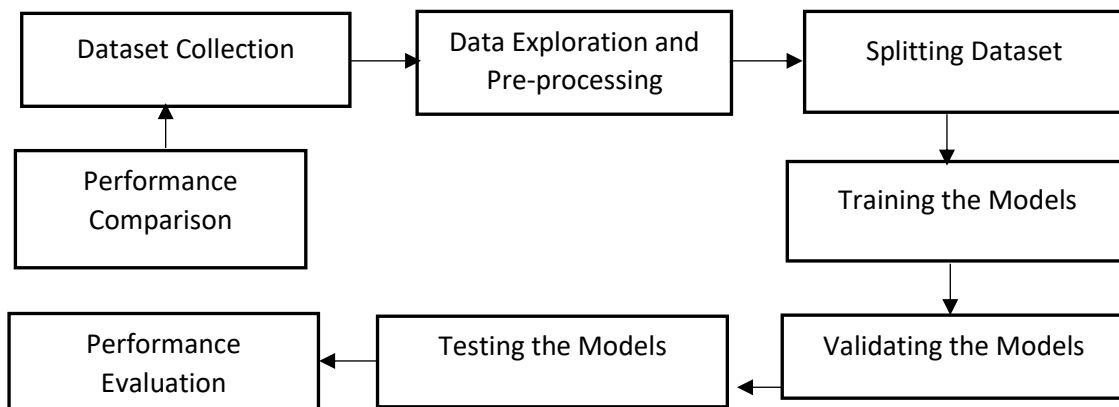 Dataset Collection
Data Exploration and
Pre-processing
Splitting Dataset
Performance
Comparison
Training the Models
Performance
Evaluation
Testing the Models
Validating the Models